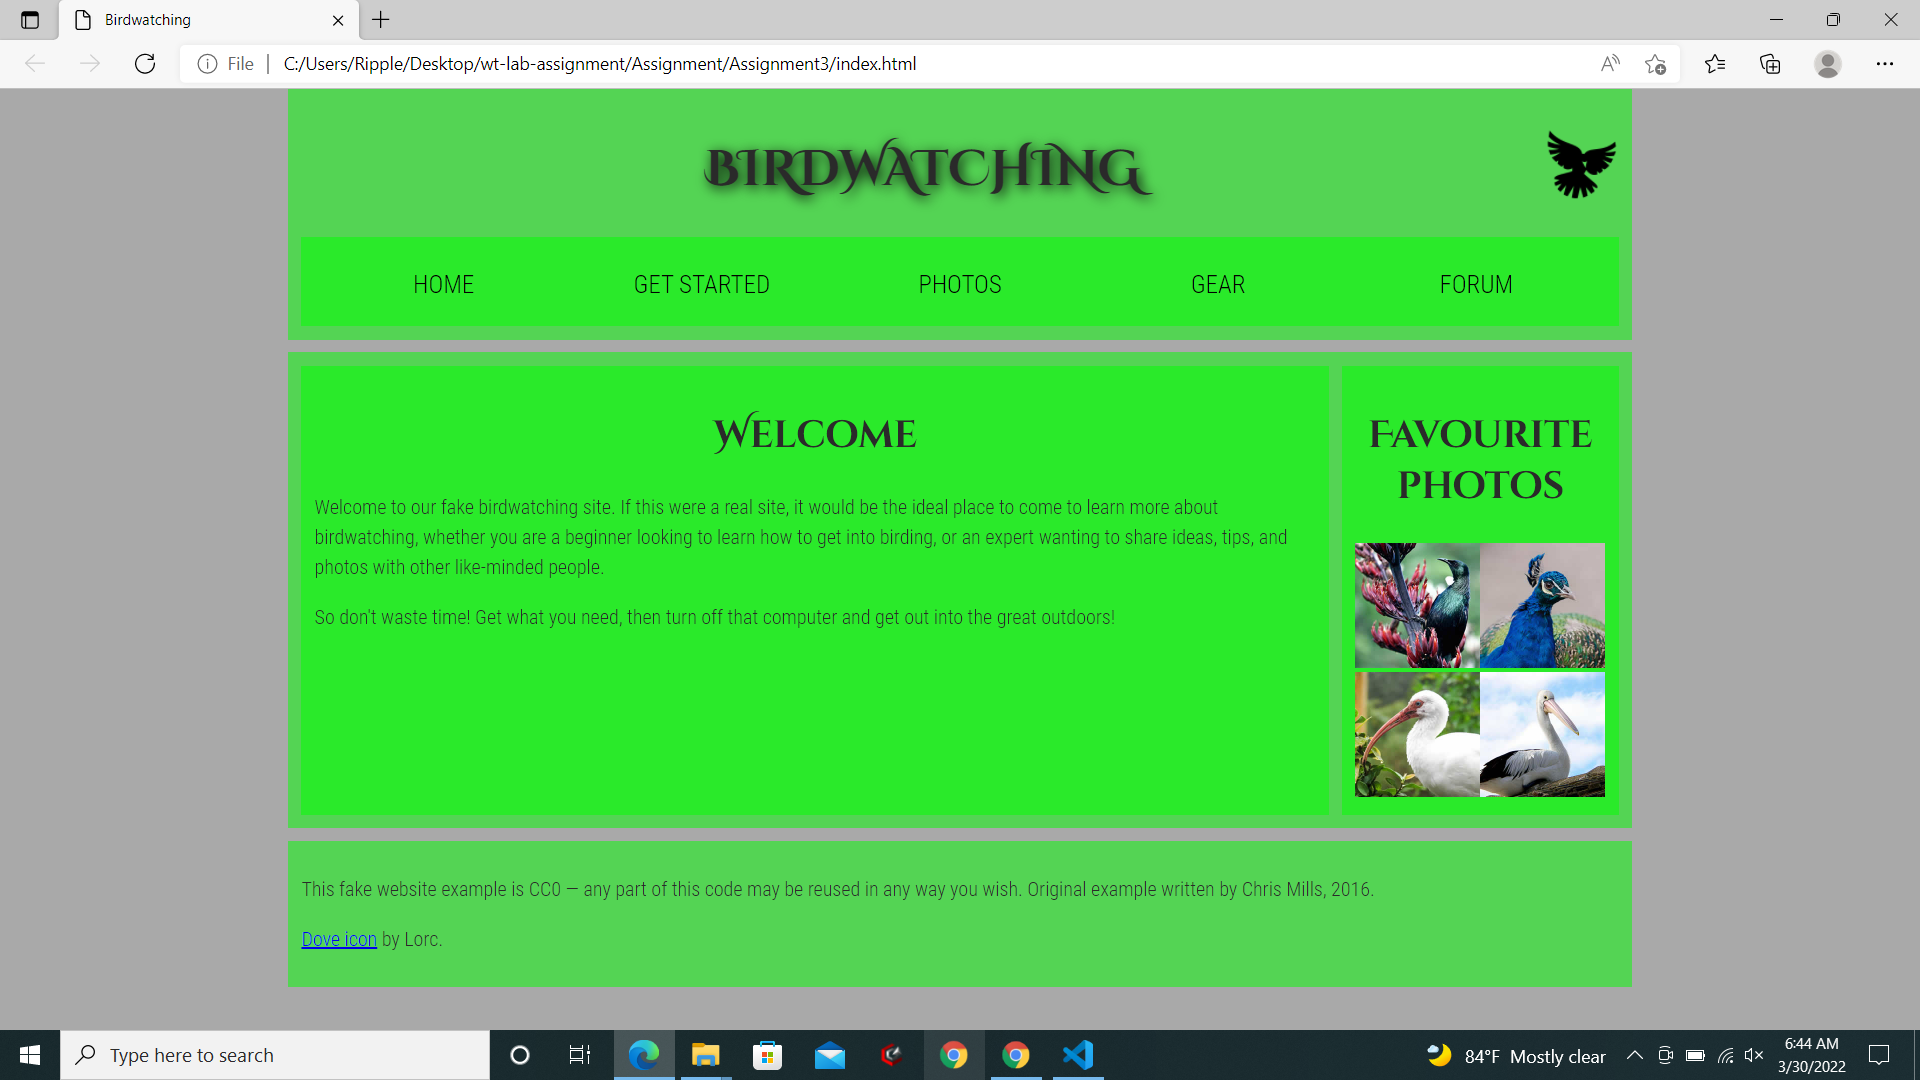 Birdwatching
File
C:/Users/Ripple/Desktop/wt-lab-assignment/Assignment/Assignment3/index.html
BIRDWATCHING
HOME GET STARTED PHOTOS GEAR FORUM
Welcome
Welcome to our fake birdwatching site. If this were a real site, it would be the ideal place to come to learn more about
birdwatching, whether you are a beginner looking to learn how to get into birding, or an expert wanting to share ideas, tips, and
photos with other like-minded people.
So don't waste time! Get what you need, then turn off that computer and get out into the great outdoors!
Favourite
photos
This fake website example is CC0 — any part of this code may be reused in any way you wish. Original example written by Chris Mills, 2016.
Dove icon by Lorc.
Type here to search
84°F Mostly clear
6:44 AM
3/30/2022